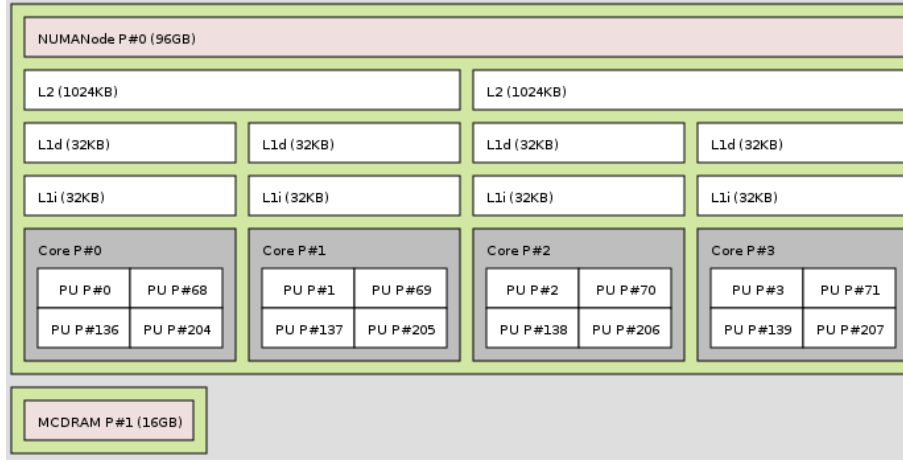 NUMANode P#0 (96GB)
L2 (1024KB) L2 (1024KB)
L1d (32KB) L1d (32KB) L1d (32KB) L1d (32KB)
L1i (32KB) L1i (32KB) L1i (32KB) L1i (32KB)
Core P#0 Core P#1 Core P#2 Core P#3
PU P#0 PU P#68 PU P#1 PU P#69 PU P#2 PU P#70 PU P#3 PU P#71
PU P#136 PU P#204 PU P#137 PU P#205 PU P#138 PU P#206 PU P#139 PU P#207
MCDRAM P#1 (16GB)